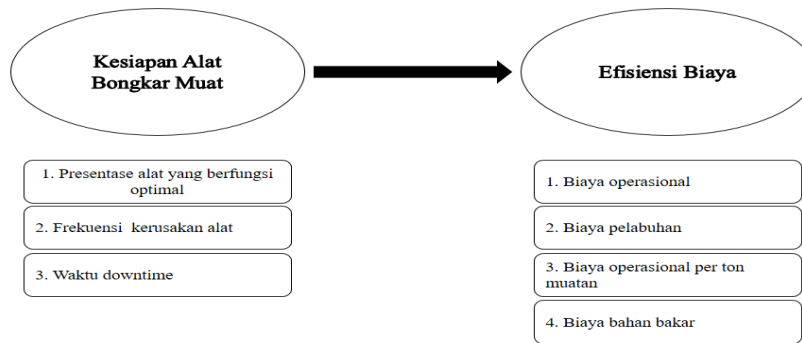 Kesiapan Alat
Bongkar Muat
Efisiensi Biaya
1. Presentase alat yang berfungsi
optimal
2. Frekuensi kerusakan alat
3. Waktu downtime
1. Biaya operasional
2. Biaya pelabuhan
3. Biaya operasional per ton
muatan
4. Biaya bahan bakar